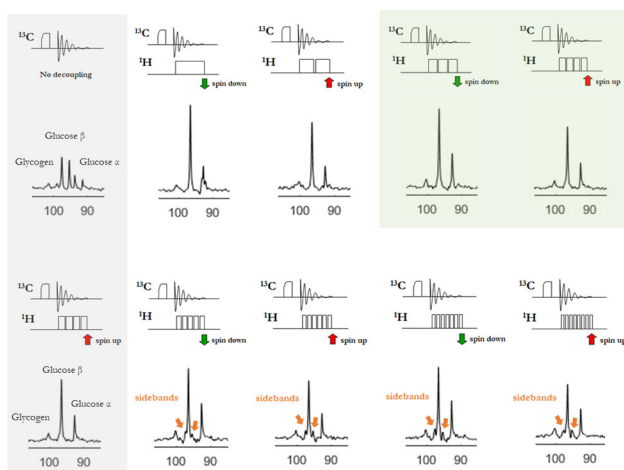 ¹³C
No decoupling
Glucose β
Glycogen
Glucose α
100 90
¹³C
¹H
spin down
100 90
¹³C
¹H
spin up
100 90
¹³C
¹H
spin down
100 90
¹³C
¹H
spin up
100 90
¹³C
¹H
spin up
Glucose β
Glycogen
Glucose α
100 90
¹³C
¹H
spin down
sidebands
100 90
¹³C
¹H
spin up
sidebands
100 90
¹³C
¹H
spin down
sidebands
100 90
¹³C
¹H
spin up
sidebands
100 90